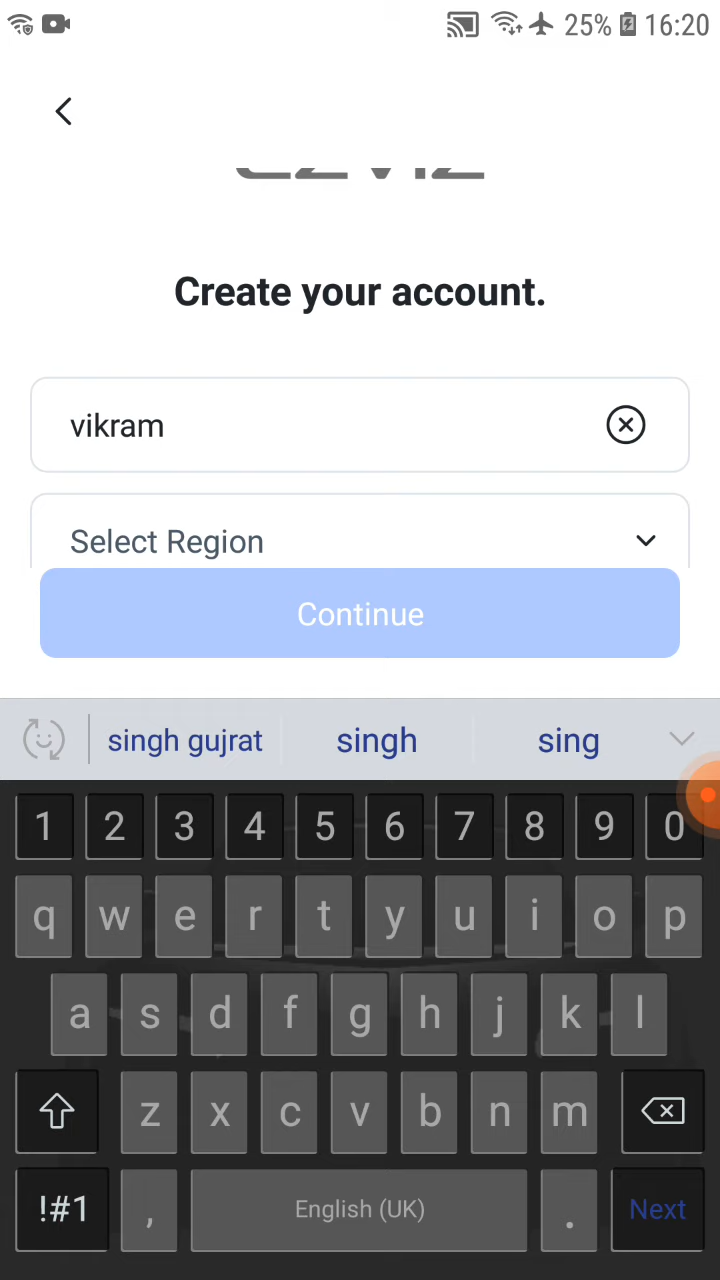 25% 16:20
Create your account.
vikram
Select Region
Continue
singh gujrat singh sing
1 2 3 4 5 6 7 8 9 0
q w e r t y u i o p
a s d f g h j k l
z x c v b n m
!#1 , English (UK) . Next